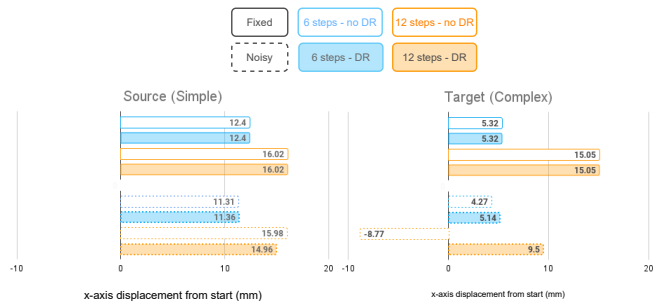 Fixed 6 steps - no DR 12 steps - no DR
Noisy 6 steps - DR 12 steps - DR
Source (Simple) Target (Complex)
12.4 5.32
12.4 5.32
16.02 15.05
16.02 15.05
11.31 4.27
11.36 5.14
15.98 -8.77
14.96 9.5
-10 0 10 20 -10 0 10 20
x-axis displacement from start (mm) x-axis displacement from start (mm)